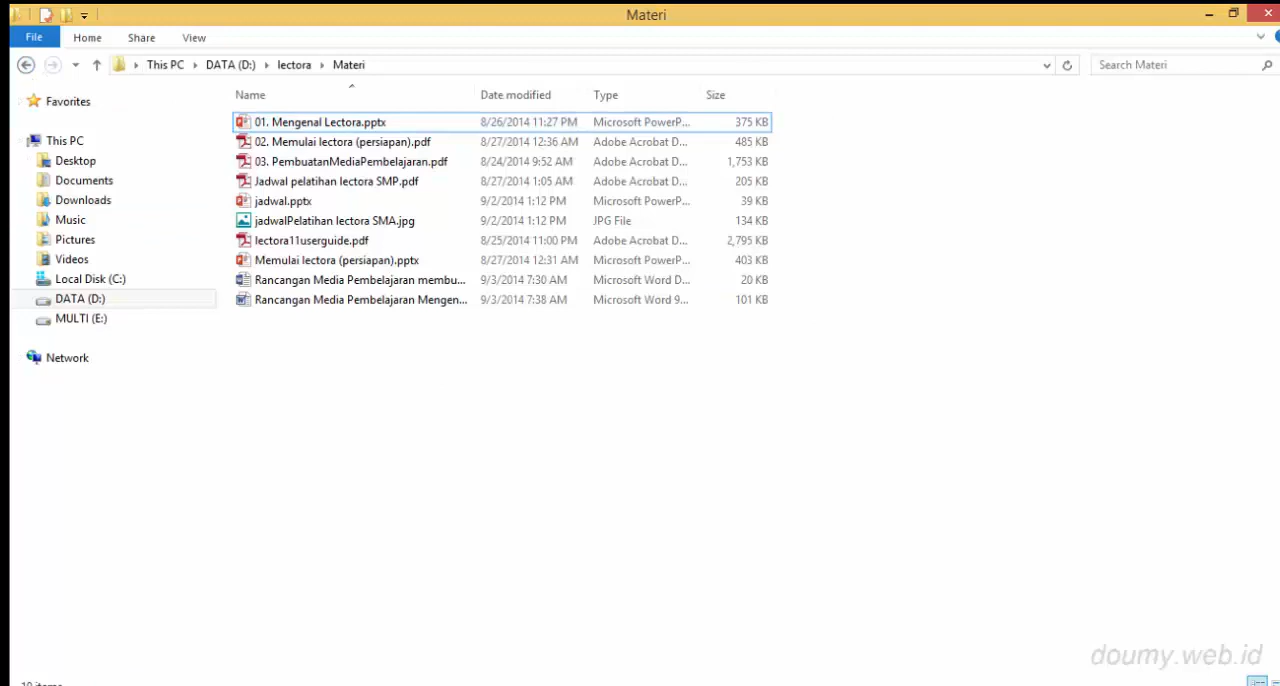 Materi
File Home Share View
This PC DATA (D:) lectora Materi Search Materi
Favorites
This PC
Desktop
Documents
Downloads
Music
Pictures
Videos
Local Disk (C:)
DATA (D:)
MULTI (E:)
Network
Name Date modified Type Size
01. Mengenal Lectora.pptx 8/26/2014 11:27 PM Microsoft PowerP... 375 KB
02. Memulai lectora (persiapan).pdf 8/27/2014 12:36 AM Adobe Acrobat D... 485 KB
03. PembuatanMediaPembelajaran.pdf 8/24/2014 9:52 AM Adobe Acrobat D... 1,753 KB
Jadwal pelatihan lectora SMP.pdf 8/27/2014 1:05 AM Adobe Acrobat D... 205 KB
jadwal.pptx 9/2/2014 1:12 PM Microsoft PowerP... 39 KB
jadwalPelatihan lectora SMA.jpg 9/2/2014 1:12 PM JPG File 134 KB
lectora11userguide.pdf 8/25/2014 11:00 PM Adobe Acrobat D... 2,795 KB
Memulai lectora (persiapan).pptx 8/27/2014 12:31 AM Microsoft PowerP... 403 KB
Rancangan Media Pembelajaran membu... 9/3/2014 7:30 AM Microsoft Word D... 20 KB
Rancangan Media Pembelajaran Mengen... 9/3/2014 7:38 AM Microsoft Word 9... 101 KB
doumy.web.id
10 items